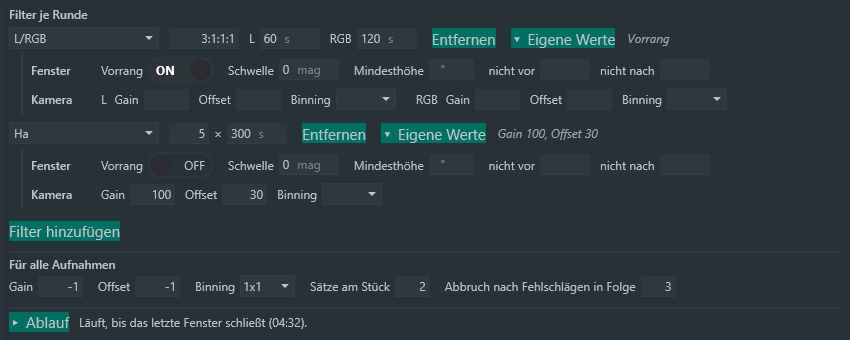 Filter je Runde
L/RGB 3:1:1:1 L 60 s RGB 120 s Entfernen Eigene Werte Vorrang
Fenster Vorrang ON Schwelle 0 mag Mindesthöhe ° nicht vor nicht nach
Kamera L Gain Offset Binning RGB Gain Offset Binning
Ha 5 × 300 s Entfernen Eigene Werte Gain 100, Offset 30
Fenster Vorrang OFF Schwelle 0 mag Mindesthöhe ° nicht vor nicht nach
Kamera Gain 100 Offset 30 Binning
Filter hinzufügen
Für alle Aufnahmen
Gain -1 Offset -1 Binning 1x1 Sätze am Stück 2 Abbruch nach Fehlschlägen in Folge 3
Ablauf Läuft, bis das letzte Fenster schließt (04:32).